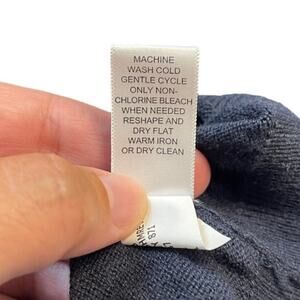 MACHINE
WASH COLD
GENTLE CYCLE
ONLY NON-
CHLORINE BLEACH
WHEN NEEDED
RESHAPE AND
DRY FLAT
WARM IRON
OR DRY CLEAN